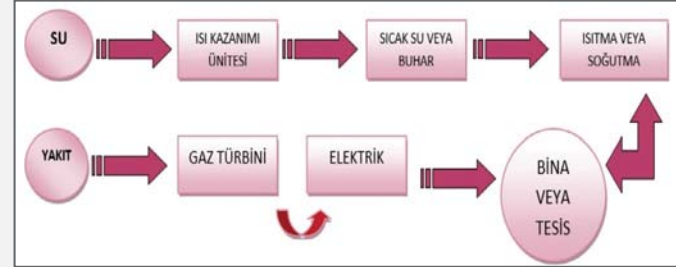 SU
ISI KAZANIMI
ÜNİTESİ
SICAK SU VEYA
BUHAR
ISITMA VEYA
SOĞUTMA
YAKIT
GAZ TÜRBİNİ
ELEKTRİK
BİNA
VEYA
TESİS